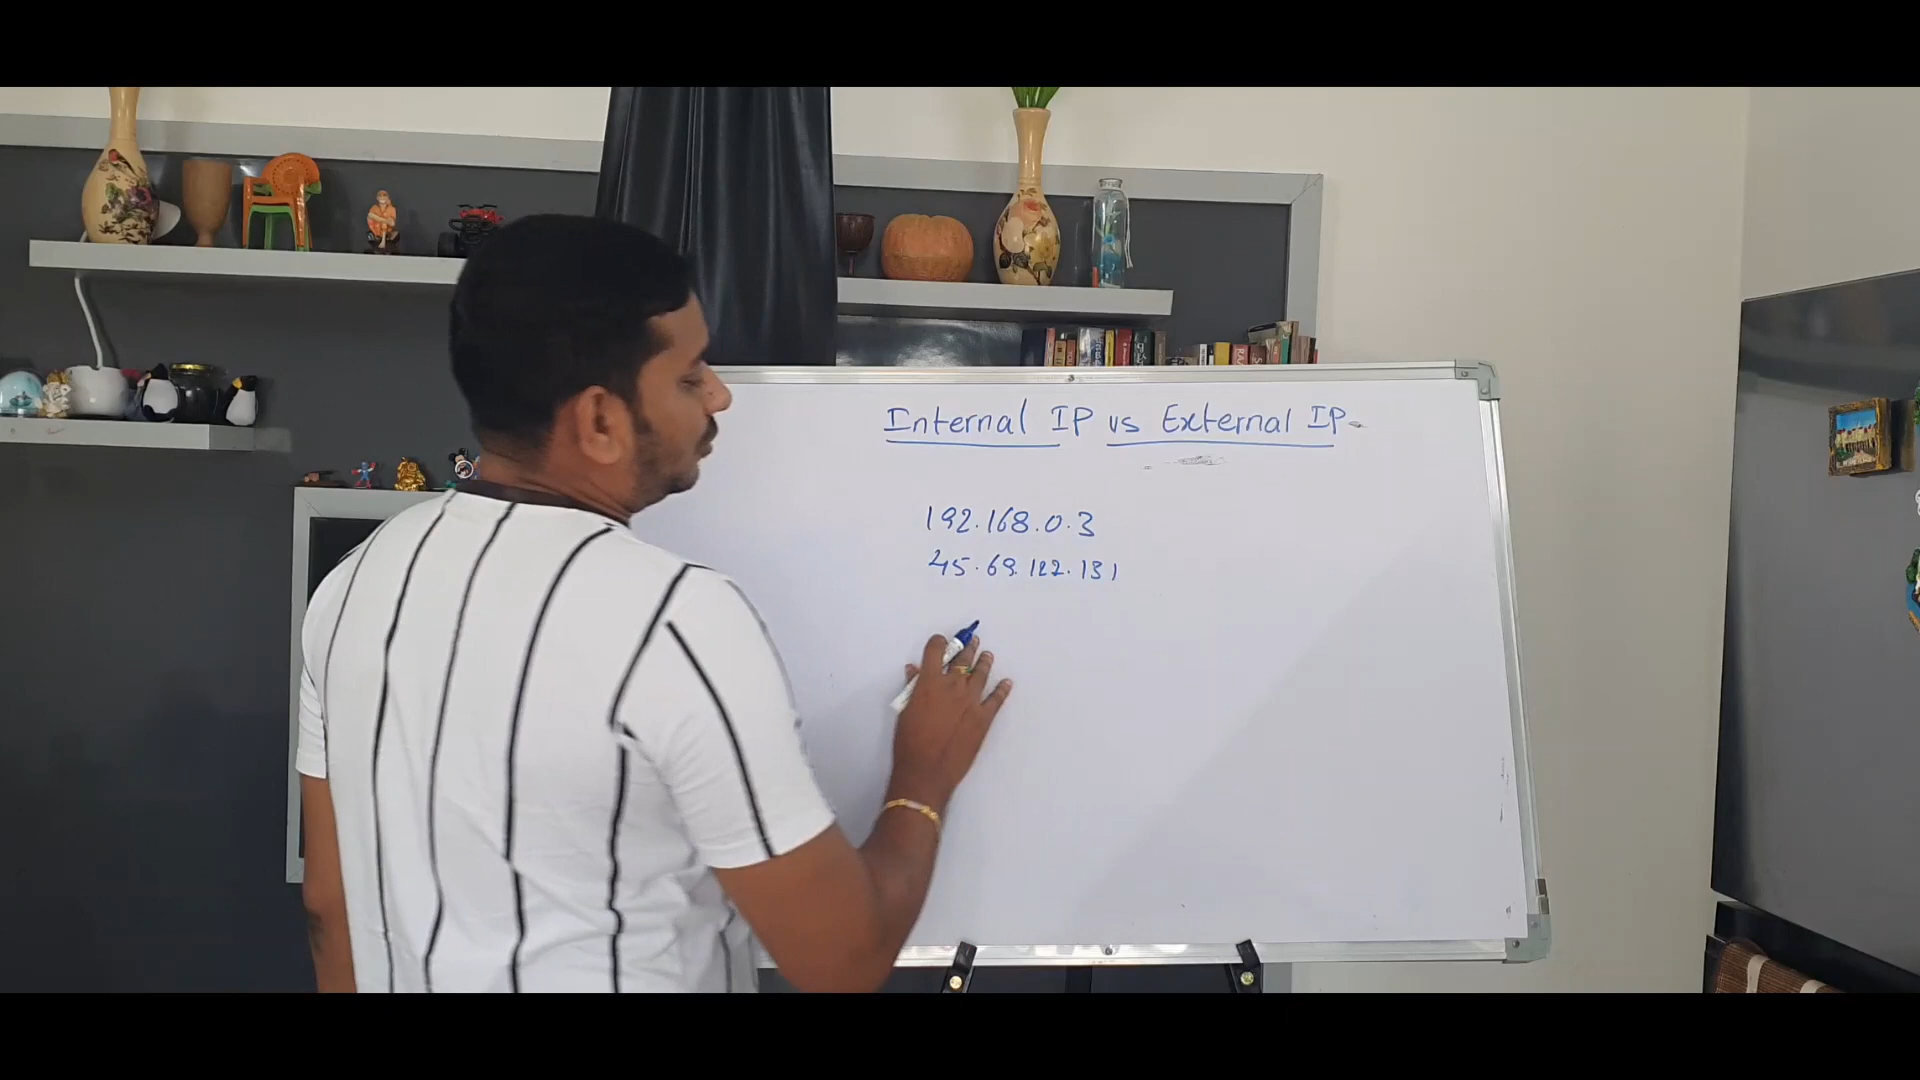 Internal IP vs External IP
192.168.0.3
45.69.122.131